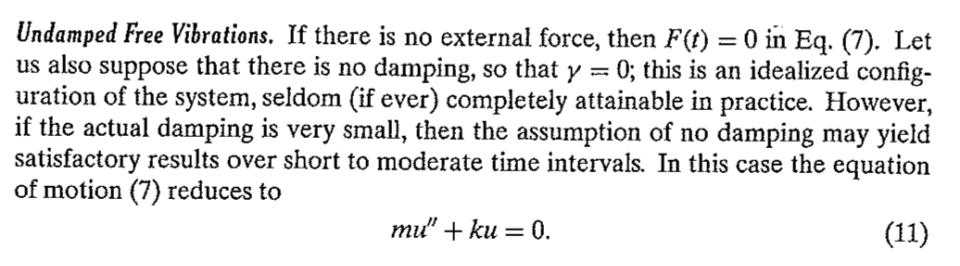 Undamped Free Vibrations. If there is no external force, then F(t) = 0 in Eq. (7). Let
us also suppose that there is no damping, so that γ = 0; this is an idealized config-
uration of the system, seldom (if ever) completely attainable in practice. However,
if the actual damping is very small, then the assumption of no damping may yield
satisfactory results over short to moderate time intervals. In this case the equation
of motion (7) reduces to
mu″ + ku = 0. (11)